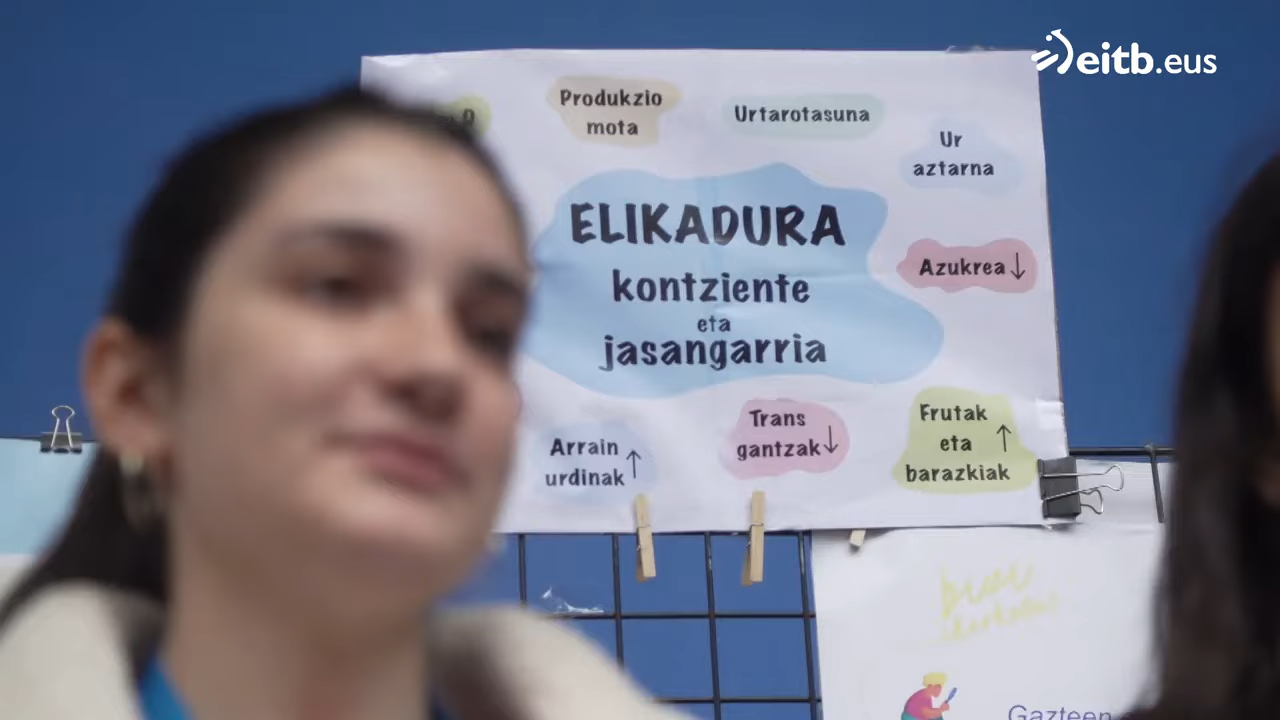 eitb.eus
Produkzio
mota
Urtarotasuna
Ur
aztarna
ELIKADURA
kontziente
eta
jasangarria
Azukrea↓
Arrain
urdinak↑
Trans
gantzak↓
Frutak
eta ↑
barazkiak
Gazteen